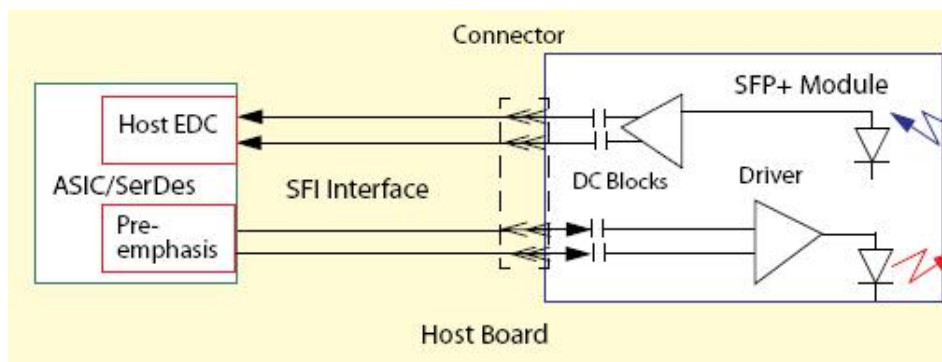 Connector
SFP+ Module
Host EDC
ASIC/SerDes
SFI Interface
DC Blocks
Driver
Pre-
emphasis
Host Board